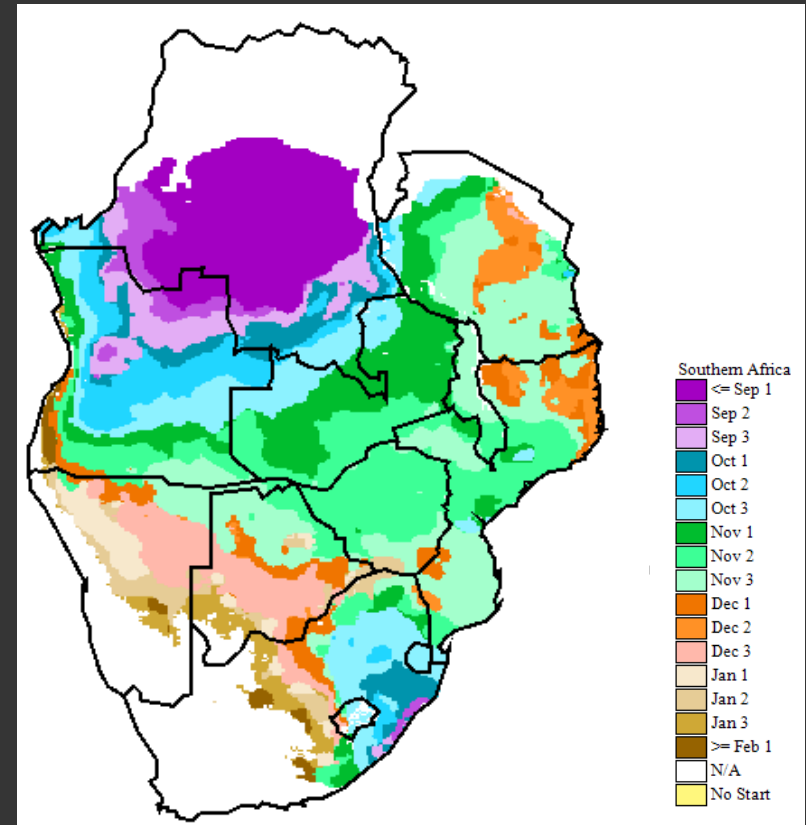 Southern Africa
<= Sep 1
Sep 2
Sep 3
Oct 1
Oct 2
Oct 3
Nov 1
Nov 2
Nov 3
Dec 1
Dec 2
Dec 3
Jan 1
Jan 2
Jan 3
>= Feb 1
N/A
No Start